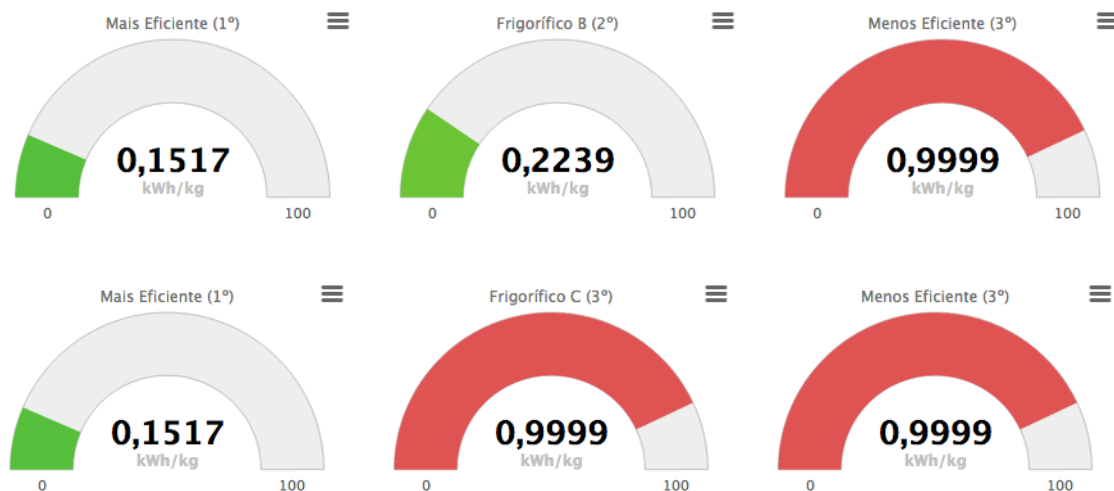 Mais Eficiente (1º)
Frigorífico B (2º)
Menos Eficiente (3º)
0,1517
kWh/kg
0,2239
kWh/kg
0,9999
kWh/kg
0
100
0
100
0
100
Mais Eficiente (1º)
Frigorífico C (3º)
Menos Eficiente (3º)
0,1517
kWh/kg
0,9999
kWh/kg
0,9999
kWh/kg
0
100
0
100
0
100